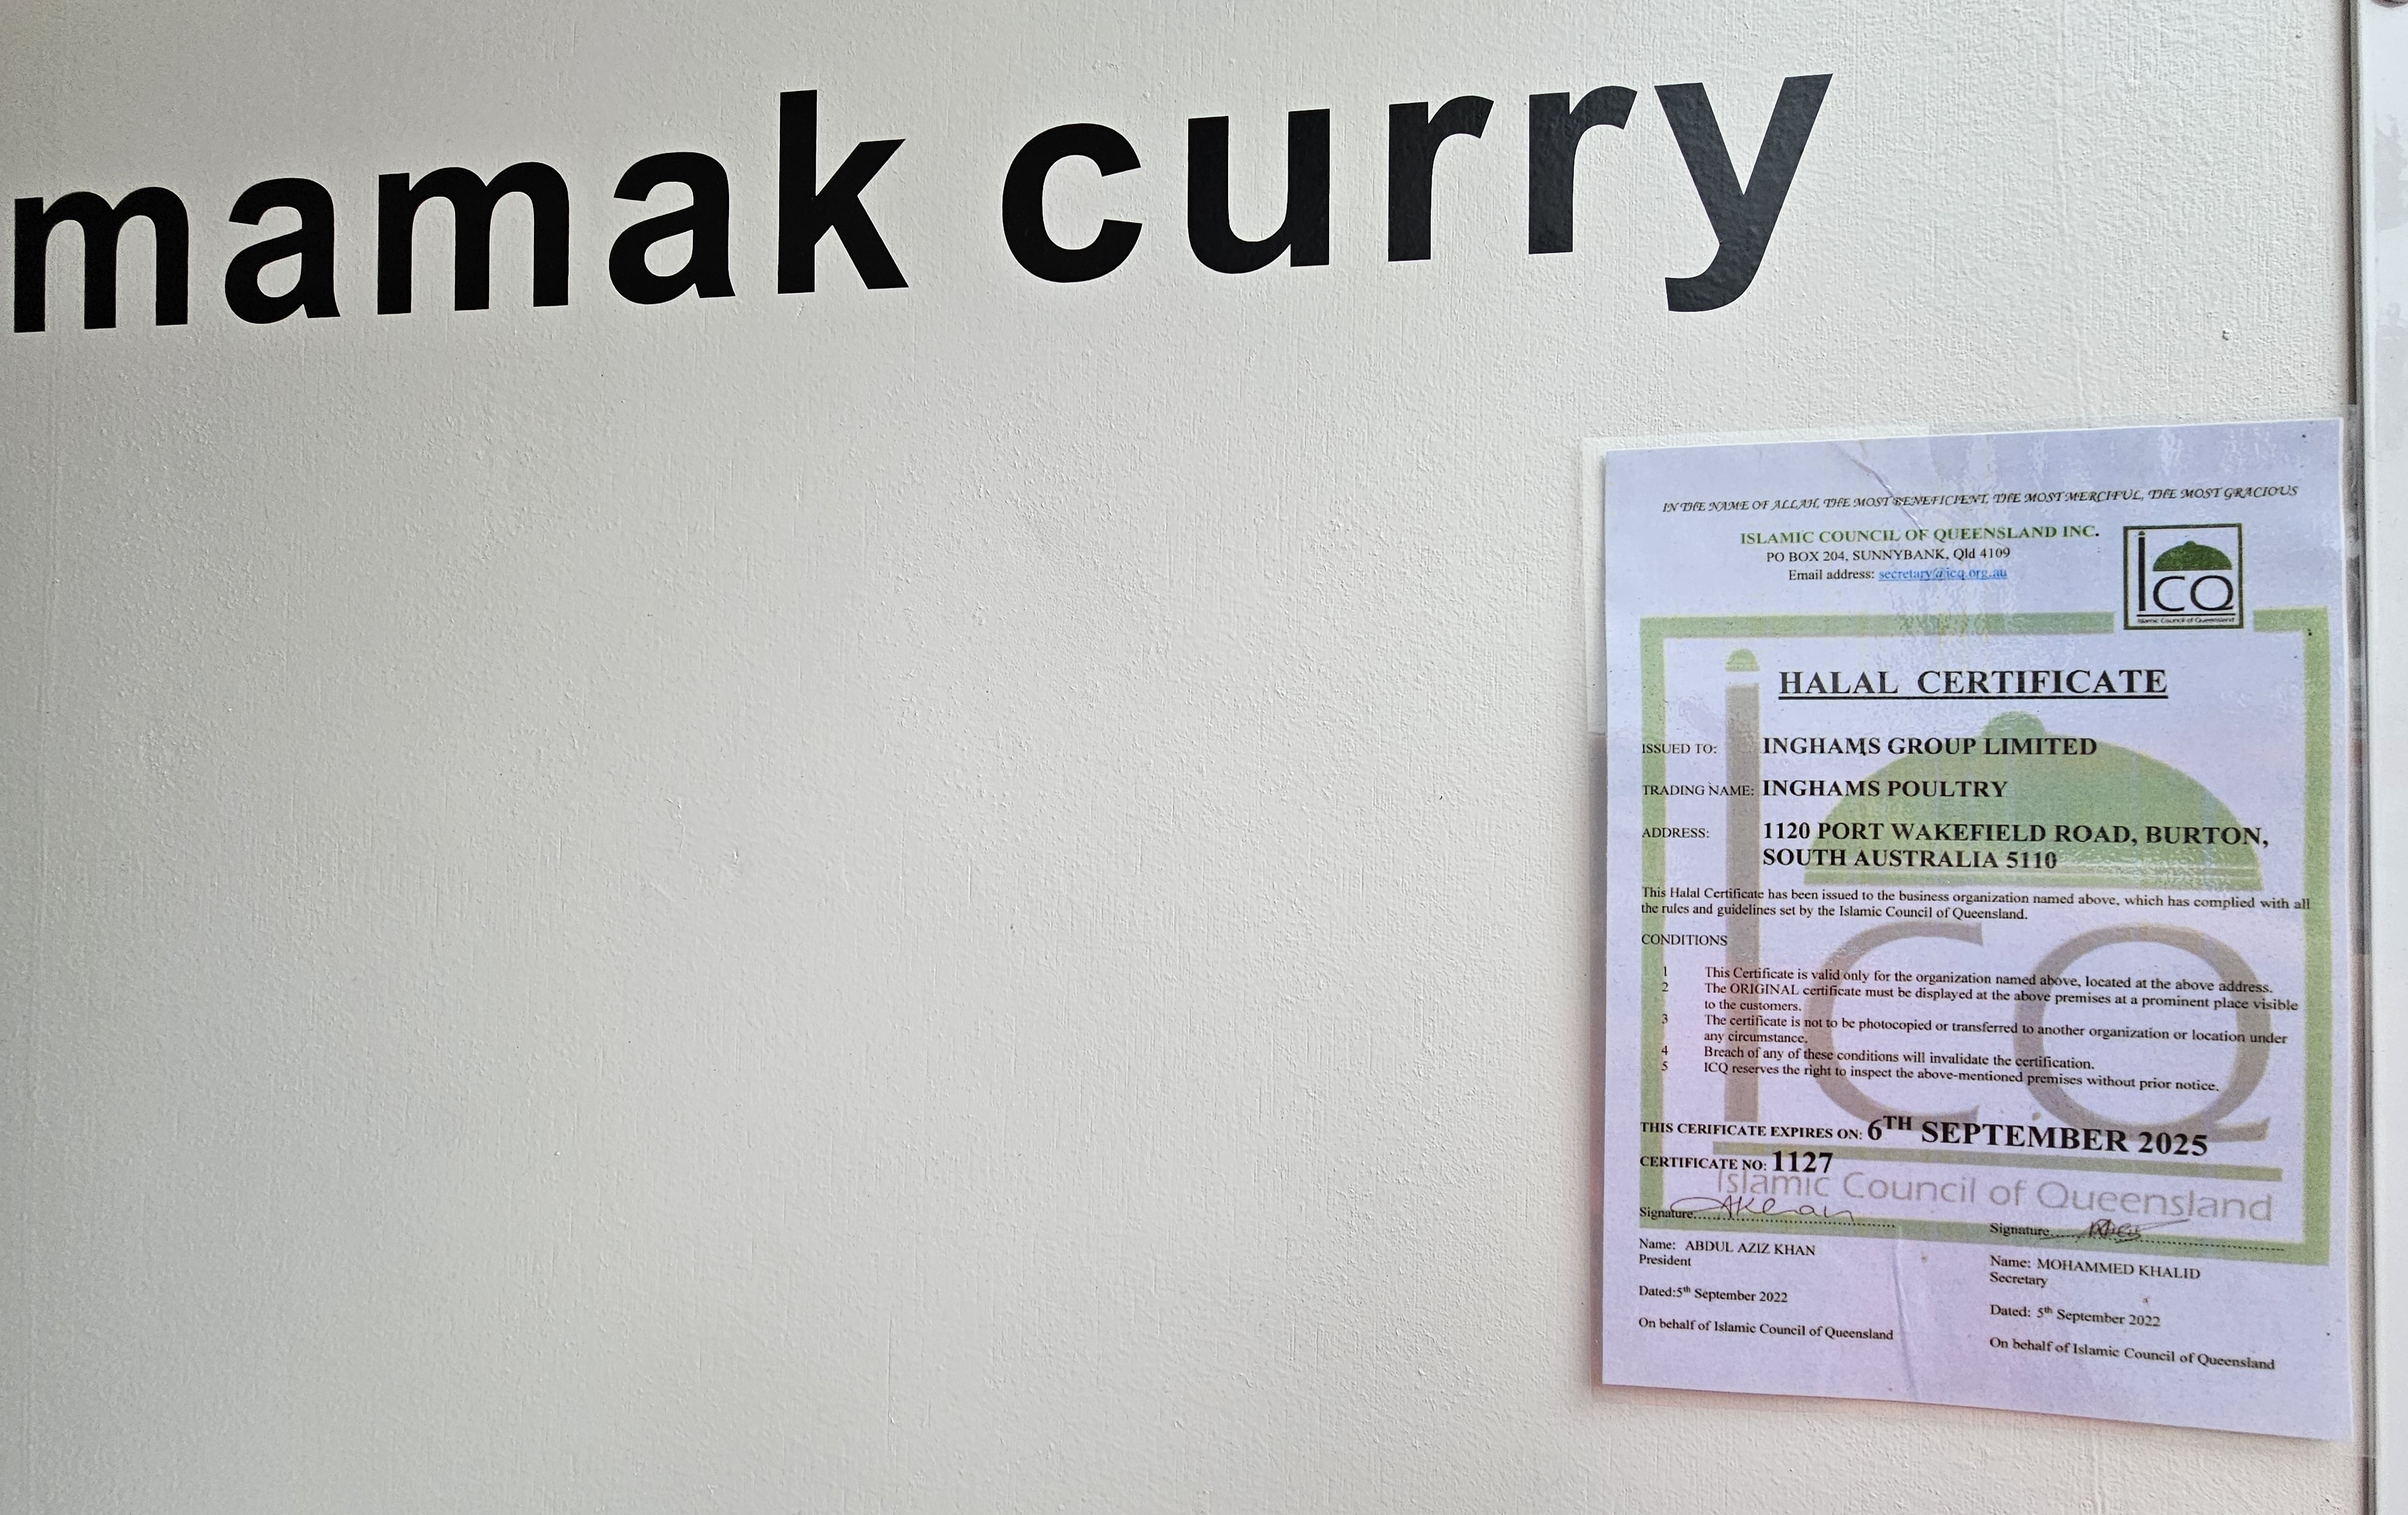 mamak curry
IN THE NAME OF ALLAH, THE MOST BENEFICIENT, THE MOST MERCIFUL, THE MOST GRACIOUS
ISLAMIC COUNCIL OF QUEENSLAND INC.
PO BOX 204, SUNNYBANK, Qld 4109
Email address: secretary@icq.org.au
ICQ
Islamic Council of Queensland
HALAL CERTIFICATE
ISSUED TO: INGHAMS GROUP LIMITED
TRADING NAME: INGHAMS POULTRY
ADDRESS: 1120 PORT WAKEFIELD ROAD, BURTON,
SOUTH AUSTRALIA 5110
This Halal Certificate has been issued to the business organization named above, which has complied with all
the rules and guidelines set by the Islamic Council of Queensland.
CONDITIONS
1 This Certificate is valid only for the organization named above, located at the above address.
2 The ORIGINAL certificate must be displayed at the above premises at a prominent place visible
to the customers.
3 The certificate is not to be photocopied or transferred to another organization or location under
any circumstance.
4 Breach of any of these conditions will invalidate the certification.
5 ICQ reserves the right to inspect the above-mentioned premises without prior notice.
THIS CERIFICATE EXPIRES ON: 6TH SEPTEMBER 2025
CERTIFICATE NO: 1127
ICQ
Islamic Council of Queensland
Signature AKhan
Name: ABDUL AZIZ KHAN
President
Dated:5th September 2022
On behalf of Islamic Council of Queensland
Signature
Name: MOHAMMED KHALID
Secretary
Dated: 5th September 2022
On behalf of Islamic Council of Queensland